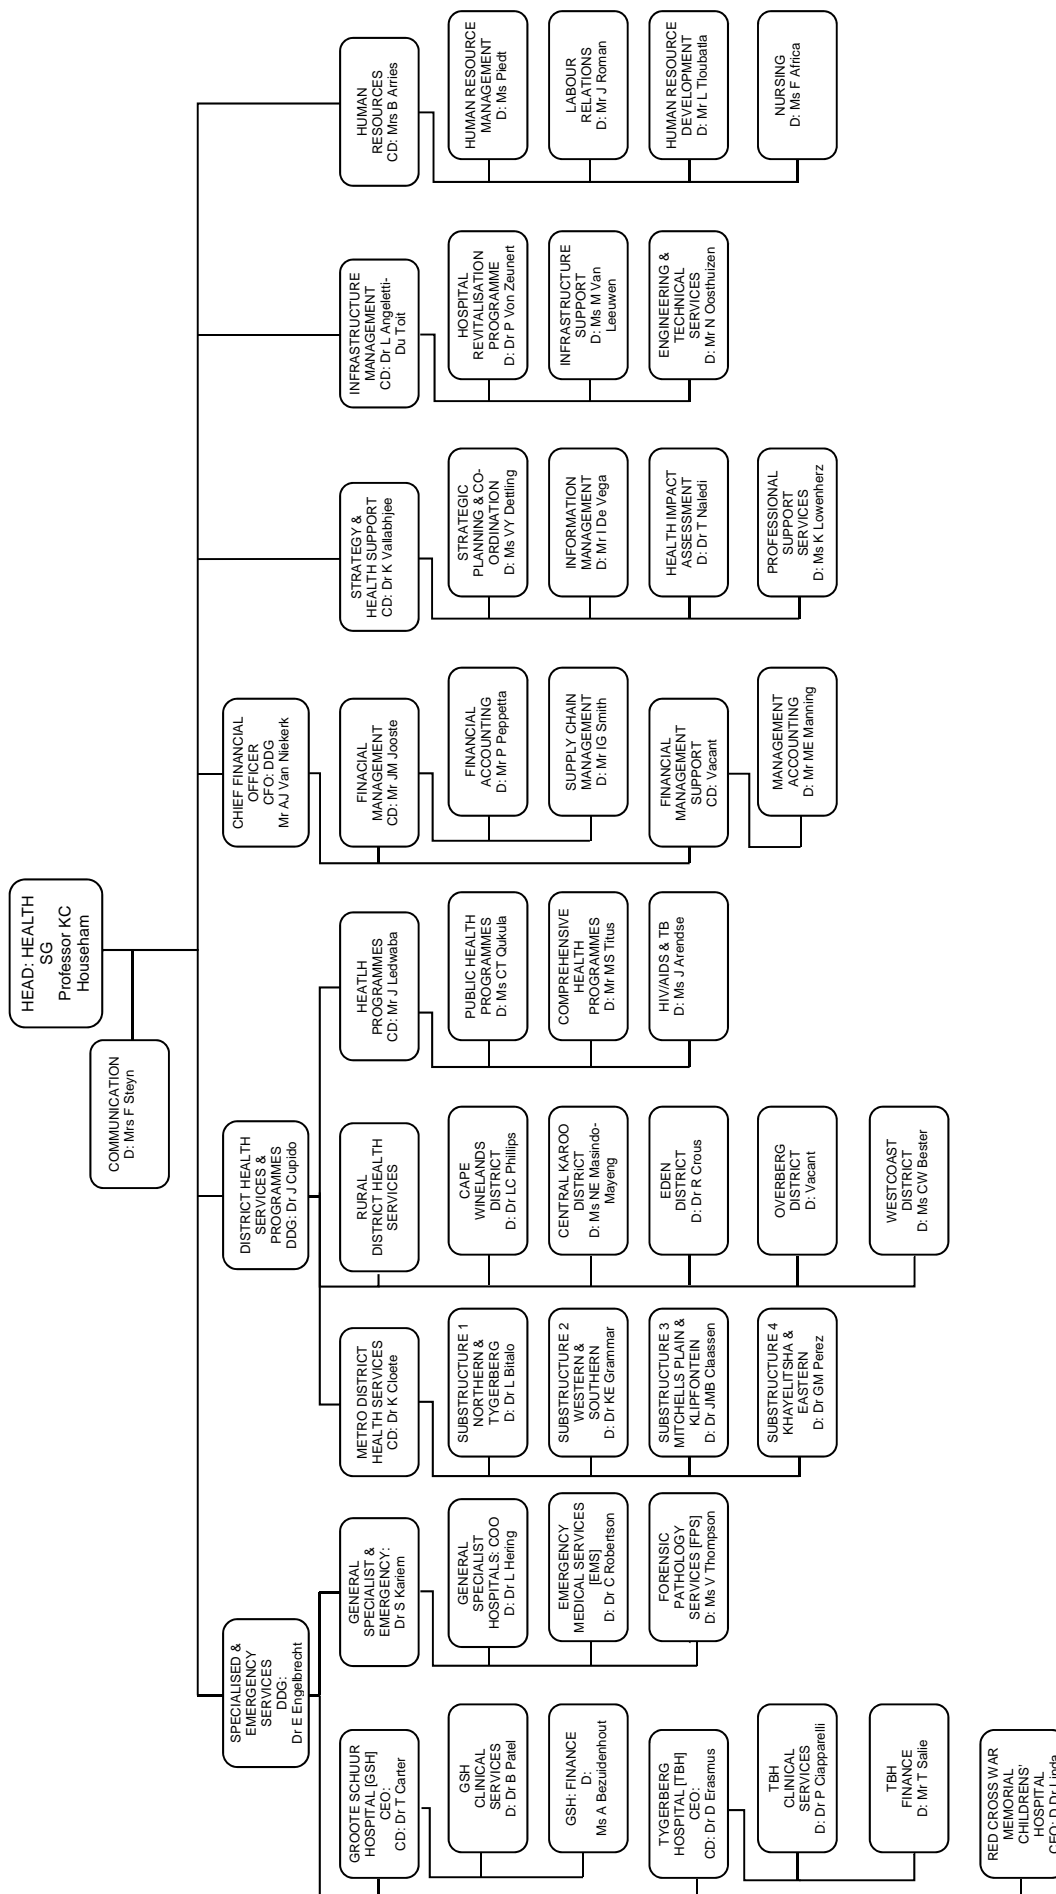 HEAD: HEALTH
SG
Professor KC
Househam
COMMUNICATION
D: Mrs F Steyn
SPECIALISED &
EMERGENCY
SERVICES
DDG:
Dr E Engelbrecht
DISTRICT HEALTH
SERVICES &
PROGRAMMES
DDG: Dr J Cupido
CHIEF FINANCIAL
OFFICER
CFO: DDG
Mr AJ Van Niekerk
GROOTE SCHUUR
HOSPITAL [GSH]
CEO:
CD: Dr T Carter
GSH
CLINICAL
SERVICES
D: Dr B Patel
GSH: FINANCE
D:
Ms A Bezuidenhout
TYGERBERG
HOSPITAL [TBH]
CEO:
CD: Dr D Erasmus
TBH
CLINICAL
SERVICES
D: Dr P Ciapparelli
TBH
FINANCE
D: Mr T Salie
RED CROSS WAR
MEMORIAL
CHILDRENS'
HOSPITAL
CEO: D Dr Linda
GENERAL
SPECIALIST &
EMERGENCY:
Dr S Kariem
GENERAL
SPECIALIST
HOSPITALS: COO
D: Dr L Hering
EMERGENCY
MEDICAL SERVICES
[EMS]
D: Dr C Robertson
FORENSIC
PATHOLOGY
SERVICES [FPS]
D: Ms V Thompson
METRO DISTRICT
HEALTH SERVICES
CD: Dr K Cloete
SUBSTRUCTURE 1
NORTHERN &
TYGERBERG
D: Dr L Bitalo
SUBSTRUCTURE 2
WESTERN &
SOUTHERN
D: Dr KE Grammar
SUBSTRUCTURE 3
MITCHELLS PLAIN &
KLIPFONTEIN
D: Dr JMB Claassen
SUBSTRUCTURE 4
KHAYELITSHA &
EASTERN
D: Dr GM Perez
RURAL
DISTRICT HEALTH
SERVICES
CAPE
WINELANDS
DISTRICT
D: Dr LC Phillips
CENTRAL KAROO
DISTRiCT
D: Ms NE Masindo-
Mayeng
EDEN
DISTRICT
D: Dr R Crous
OVERBERG
DISTRICT
D: Vacant
WESTCOAST
DISTRICT
D: Ms CW Bester
HEATLH
PROGRAMMES
CD: Mr J Ledwaba
PUBLIC HEALTH
PROGRAMMES
D: Ms CT Qukula
COMPREHENSIVE
HEALTH
PROGRAMMES
D: Mr MS Titus
HIV/AIDS & TB
D: Ms J Arendse
FINACIAL
MANAGEMENT
CD: Mr JM Jooste
FINANCIAL
ACCOUNTING
D: Mr P Peppetta
SUPPLY CHAIN
MANAGEMENT
D: Mr IG Smith
FINANCIAL
MANAGEMENT
SUPPORT
CD: Vacant
MANAGEMENT
ACCOUNTING
D: Mr ME Manning
STRATEGY &
HEALTH SUPPORT
CD: Dr K Vallabhjee
STRATEGIC
PLANNING & CO-
ORDINATION
D: Ms VY Dettling
INFORMATION
MANAGEMENT
D: Mr I De Vega
HEALTH IMPACT
ASSESSMENT
D: Dr T Naledi
PROFESSIONAL
SUPPORT
SERVICES
D: Ms K Lowenherz
INFRASTRUCTURE
MANAGEMENT
CD: Dr L Angeletti-
Du Toit
HOSPITAL
REVITALISATION
PROGRAMME
D: Dr P Von Zeunert
INFRASTRUCTURE
SUPPORT
D: Ms M Van
Leeuwen
ENGINEERING &
TECHNICAL
SERVICES
D: Mr N Oosthuizen
HUMAN
RESOURCES
CD: Mrs B Arries
HUMAN RESOURCE
MANAGEMENT
D: Ms Piedt
LABOUR
RELATIONS
D: Mr J Roman
HUMAN RESOURCE
DEVELOPMENT
D: Mr L Tloubatla
NURSING
D: Ms F Africa